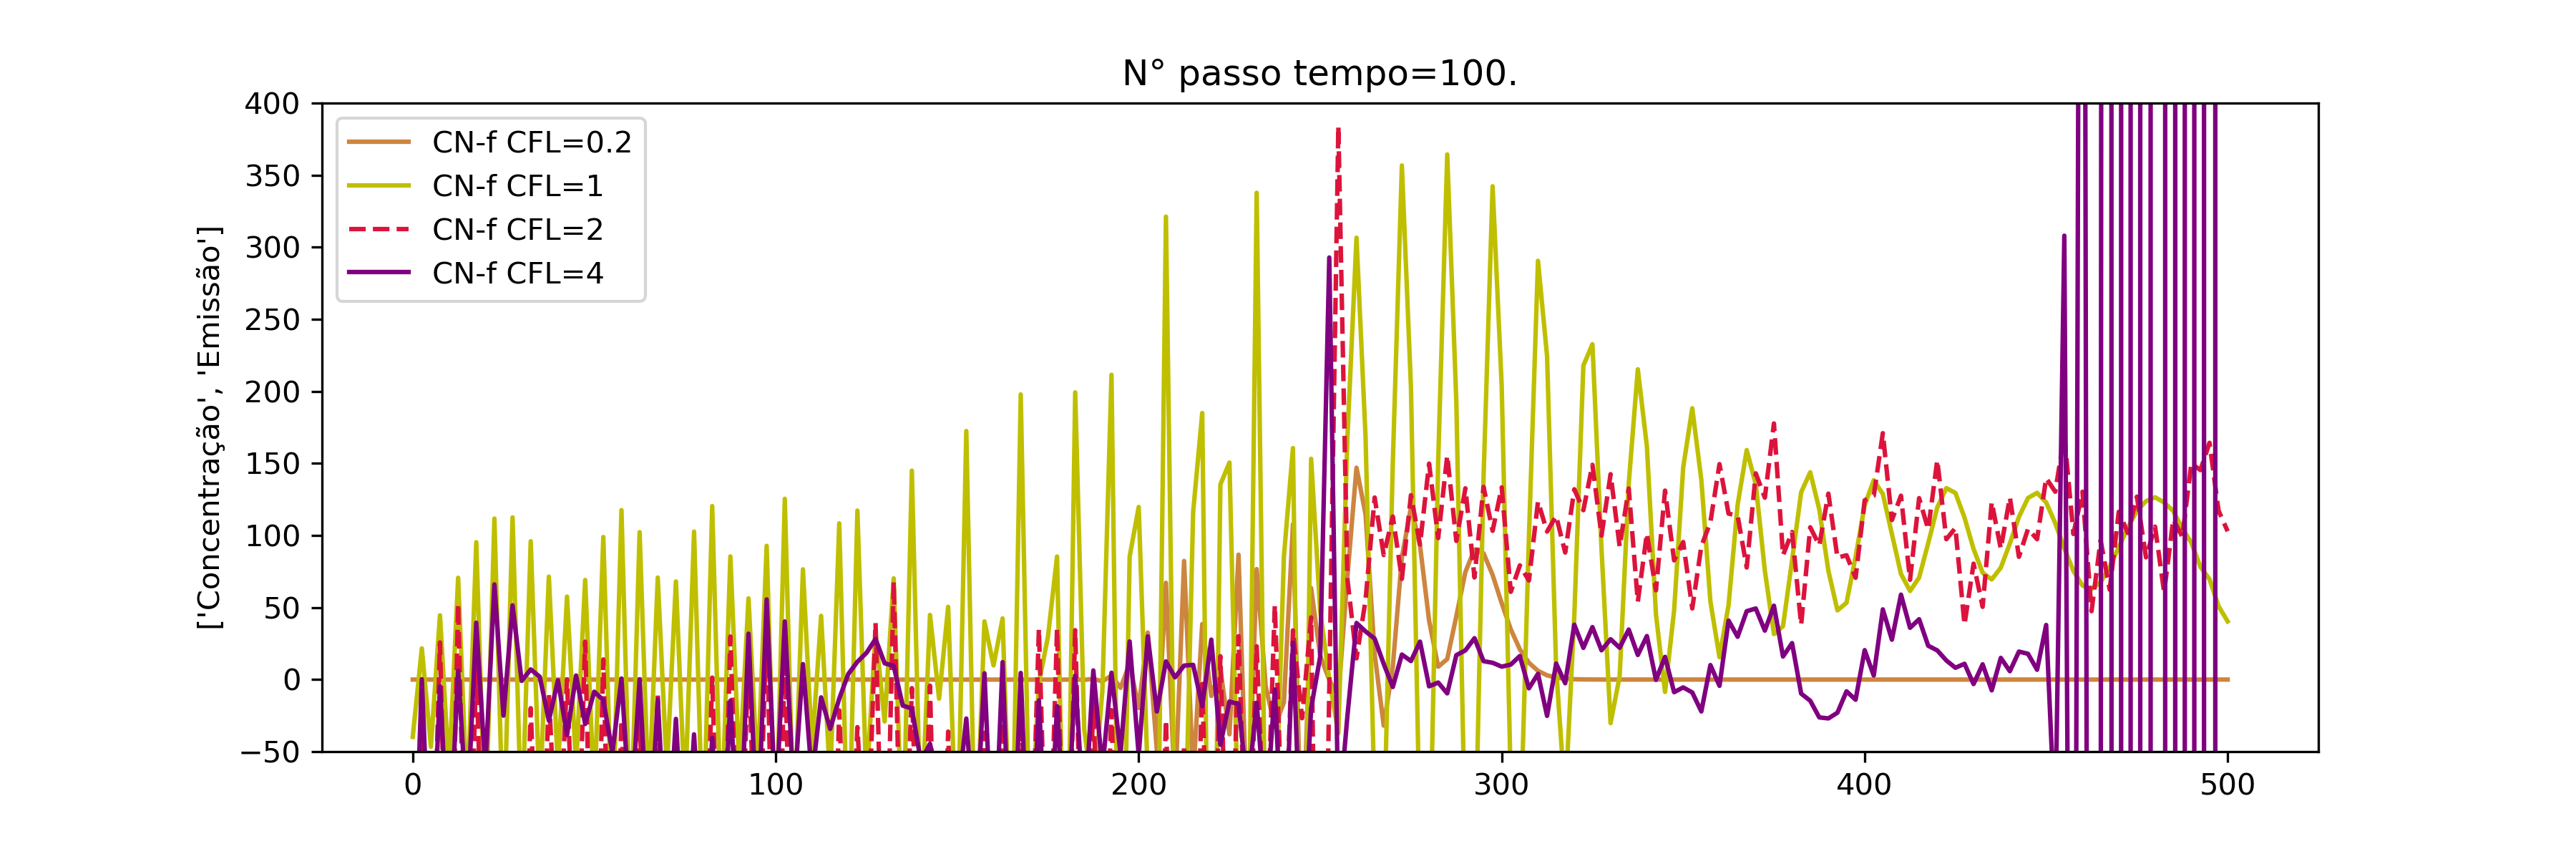 N° passo tempo=100.
400
350
300
250
200
150
100
50
0
−50
['Concentração', 'Emissão']
CN-f CFL=0.2
CN-f CFL=1
CN-f CFL=2
CN-f CFL=4
0 100 200 300 400 500